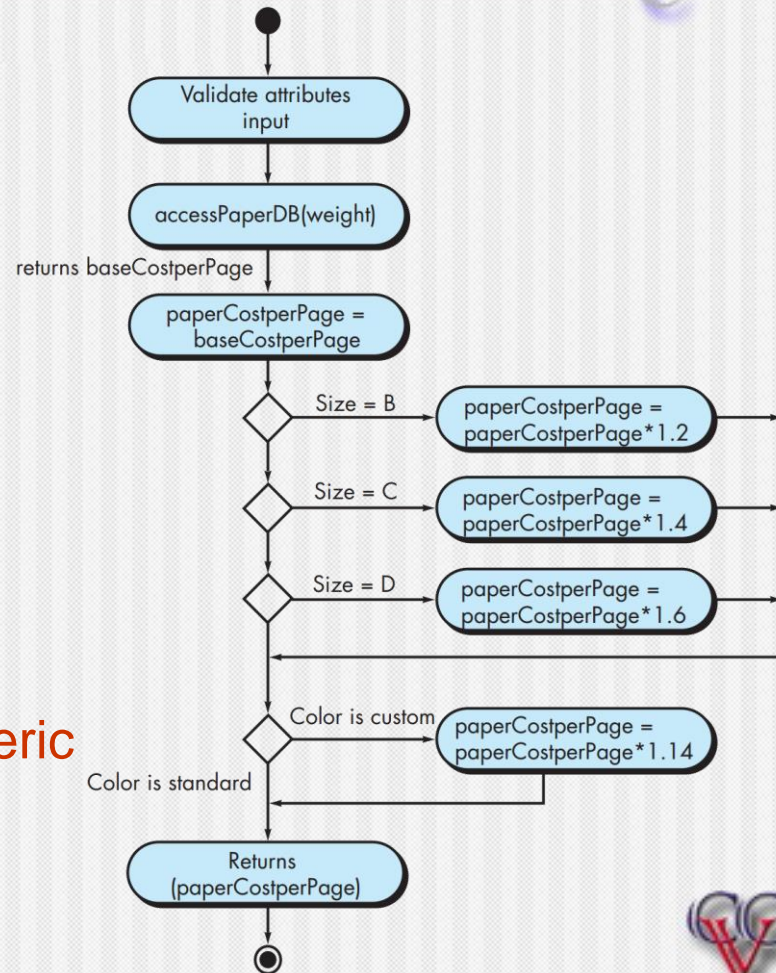 Validate attributes
input
accessPaperDB(weight)
returns baseCostperPage
paperCostperPage =
baseCostperPage
Size = B
paperCostperPage =
paperCostperPage*1.2
Size = C
paperCostperPage =
paperCostperPage*1.4
Size = D
paperCostperPage =
paperCostperPage*1.6
eric
Color is custom
paperCostperPage =
paperCostperPage*1.14
Color is standard
Returns
(paperCostperPage)